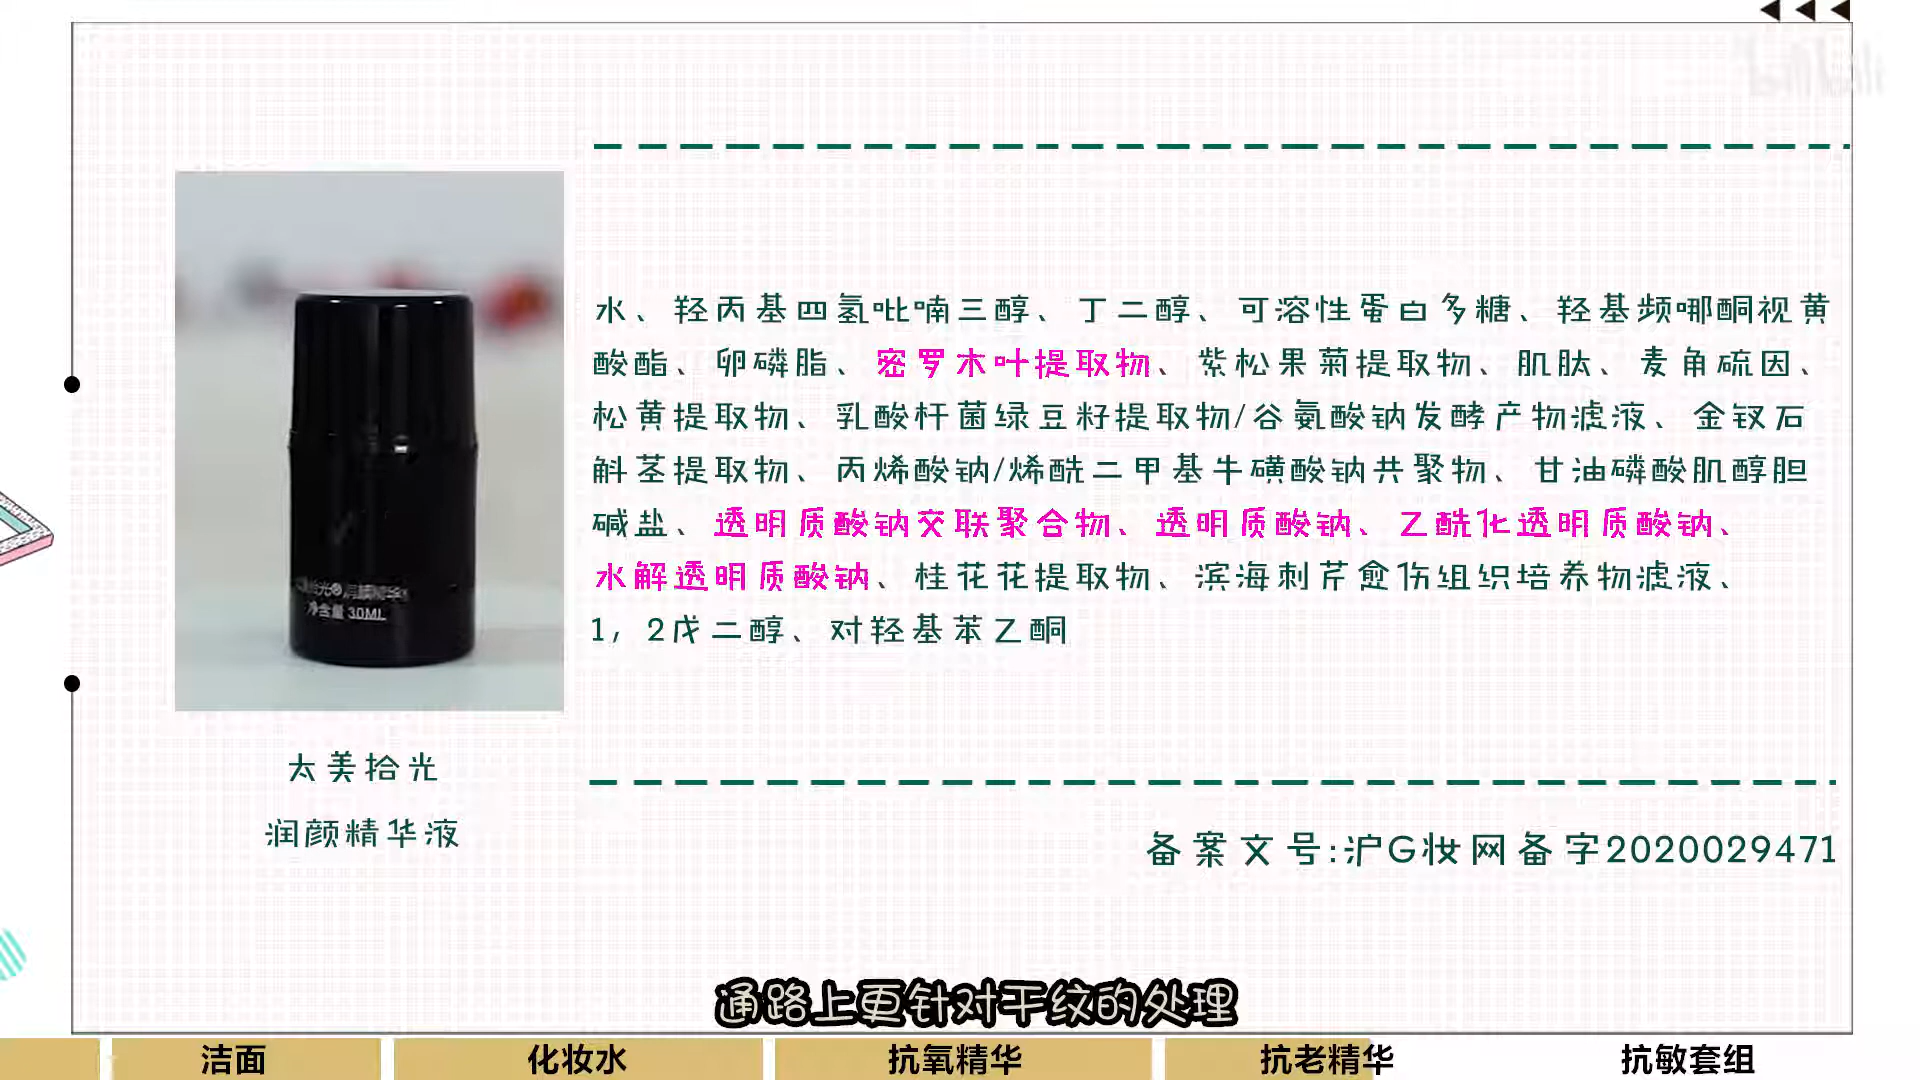 水、羟丙基四氢吡喃三醇、丁二醇、可溶性蛋白多糖、羟基频哪酮视黄
酸酯、卵磷脂、密罗木叶提取物、紫松果菊提取物、肌肽、麦角硫因、
松黄提取物、乳酸杆菌绿豆籽提取物/谷氨酸钠发酵产物滤液、金钗石
斛茎提取物、丙烯酸钠/烯酰二甲基牛磺酸钠共聚物、甘油磷酸肌醇胆
碱盐、透明质酸钠交联聚合物、透明质酸钠、乙酰化透明质酸钠、
水解透明质酸钠、桂花花提取物、滨海刺芹愈伤组织培养物滤液、
1，2戊二醇、对羟基苯乙酮
净含量 30ML
太美拾光
润颜精华液
备案文号:沪G妆网备字2020029471
通路上更针对干纹的处理
洁面
化妆水
抗氧精华
抗老精华
抗敏套组